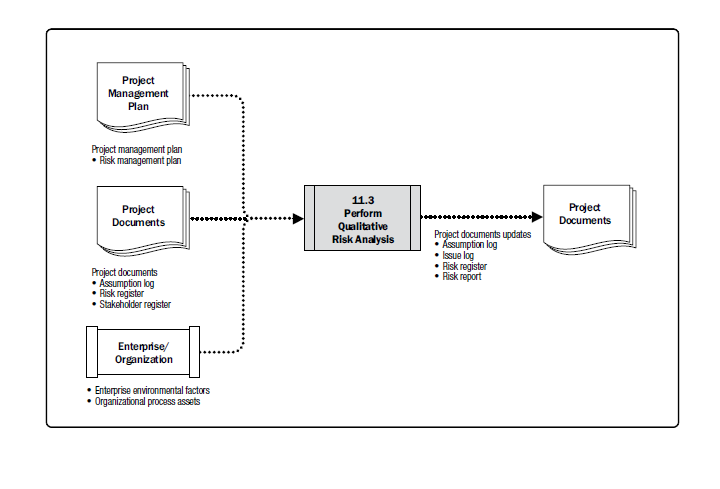 Project
Management
Plan
Project management plan
• Risk management plan
Project
Documents
Project documents
• Assumption log
• Risk register
• Stakeholder register
Enterprise/
Organization
• Enterprise environmental factors
• Organizational process assets
11.3
Perform
Qualitative
Risk Analysis
Project documents updates
• Assumption log
• Issue log
• Risk register
• Risk report
Project
Documents